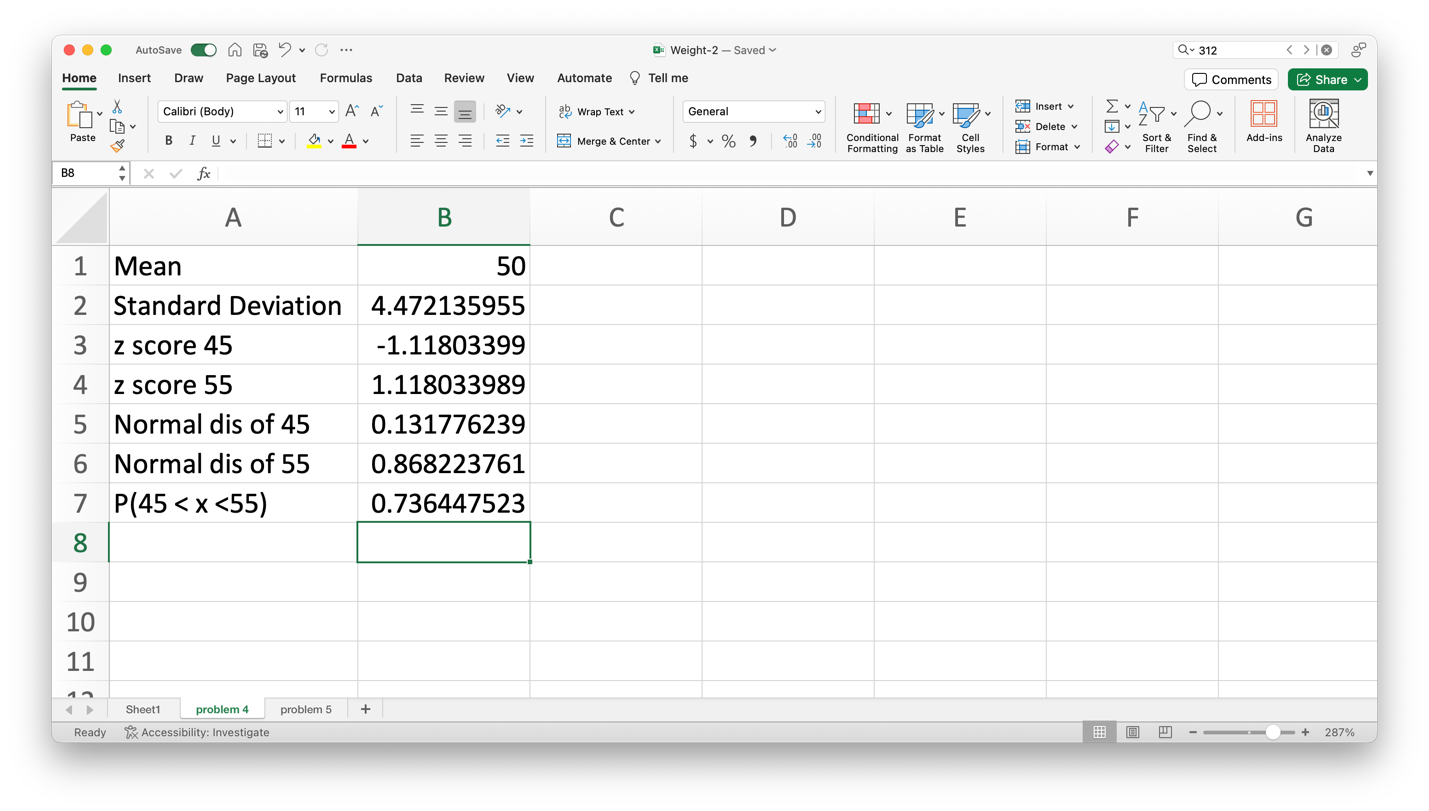 AutoSave
Weight-2 — Saved
312
Home Insert Draw Page Layout Formulas Data Review View Automate Tell me
Comments Share
Paste
Calibri (Body) 11 A A
B I U A
Wrap Text
Merge & Center
General
$ % 9 .00 .00
Conditional Formatting
Format as Table
Cell Styles
Insert
Delete
Format
Sort & Filter
Find & Select
Add-ins
Analyze Data
B8 fx
A B C D E F G
1 Mean 50
2 Standard Deviation 4.472135955
3 z score 45 -1.11803399
4 z score 55 1.118033989
5 Normal dis of 45 0.131776239
6 Normal dis of 55 0.868223761
7 P(45 < x <55) 0.736447523
8
9
10
11
12
Sheet1 problem 4 problem 5 +
Ready Accessibility: Investigate
287%